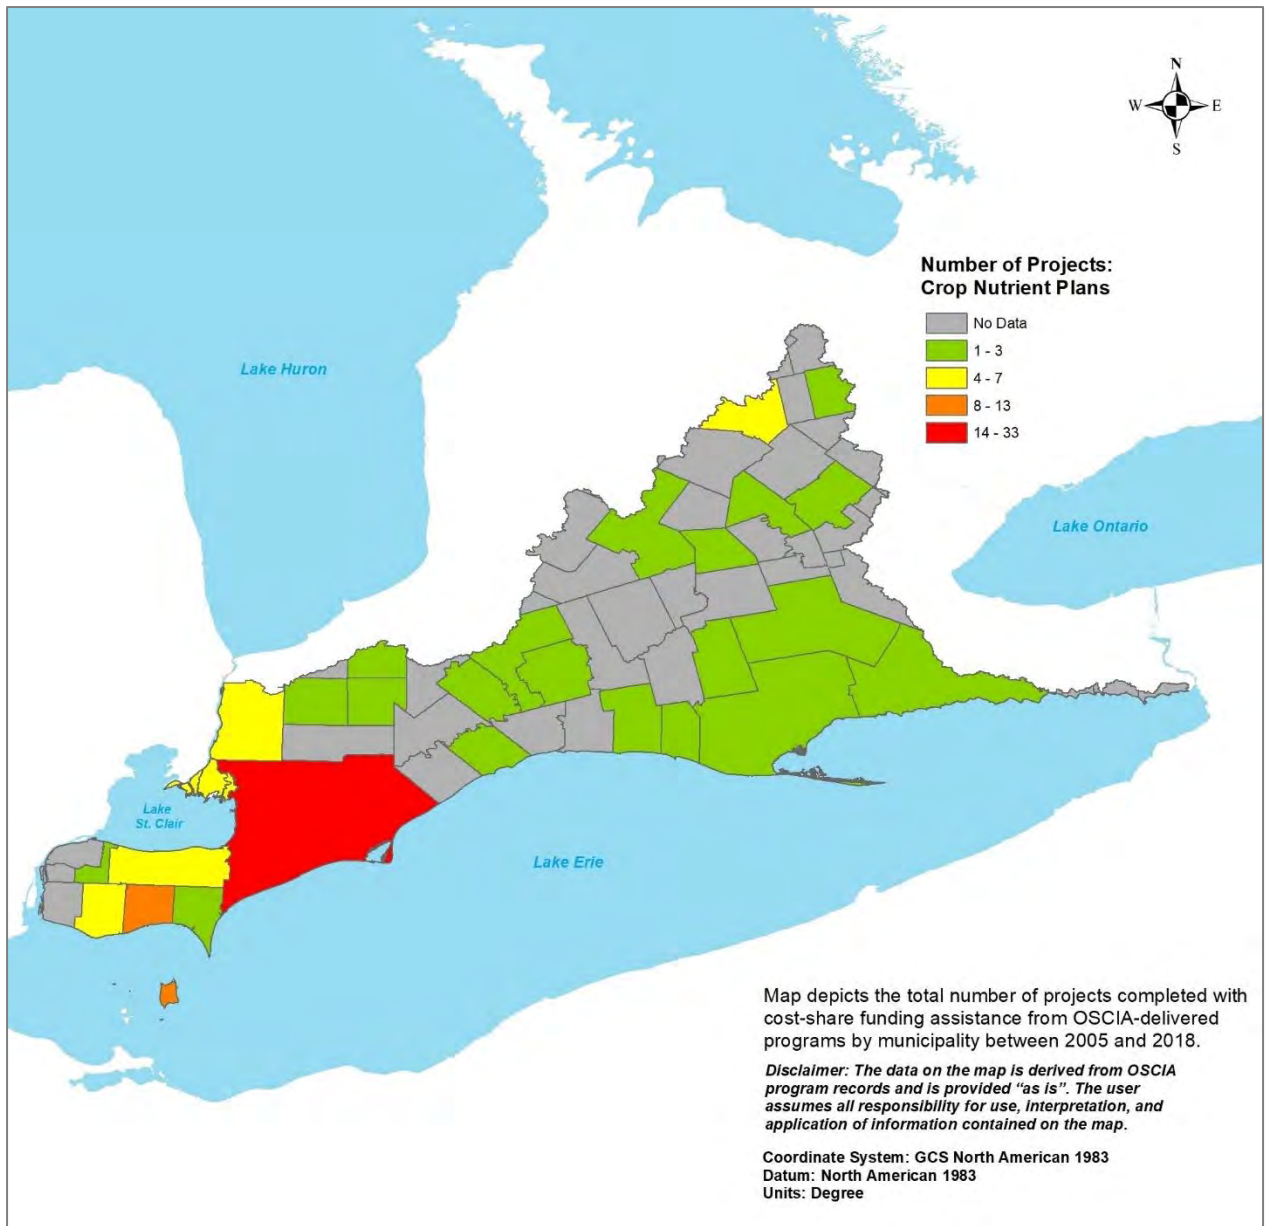 N
W E
S
Number of Projects:
Crop Nutrient Plans
No Data
1 - 3
4 - 7
8 - 13
14 - 33
Lake Huron
Lake Ontario
Lake
St. Clair
Lake Erie
Map depicts the total number of projects completed with
cost-share funding assistance from OSCIA-delivered
programs by municipality between 2005 and 2018.
Disclaimer: The data on the map is derived from OSCIA
program records and is provided “as is”. The user
assumes all responsibility for use, interpretation, and
application of information contained on the map.
Coordinate System: GCS North American 1983
Datum: North American 1983
Units: Degree